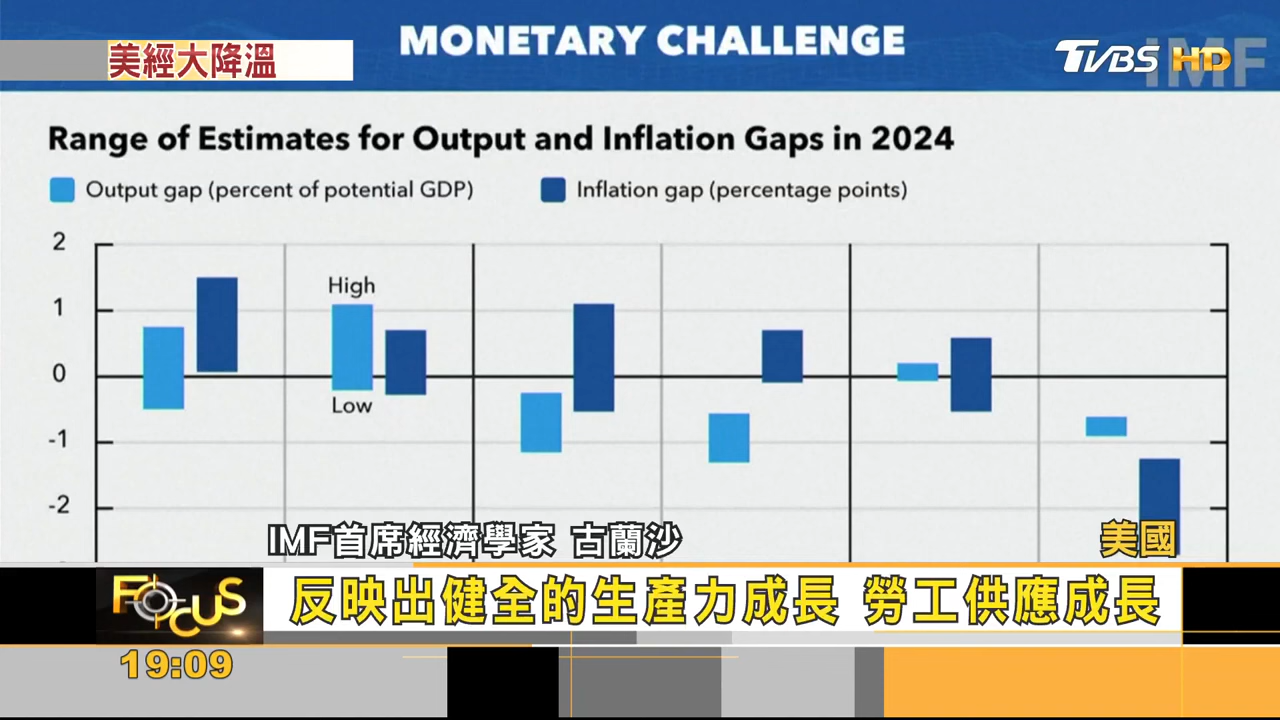 MONETARY CHALLENGE
美經大降溫
TVBS HD
IMF
Range of Estimates for Output and Inflation Gaps in 2024
Output gap (percent of potential GDP)
Inflation gap (percentage points)
2
High
1
0
Low
-1
-2
IMF首席經濟學家 古蘭沙
美國
FOCUS
反映出健全的生產力成長 勞工供應成長
19:09